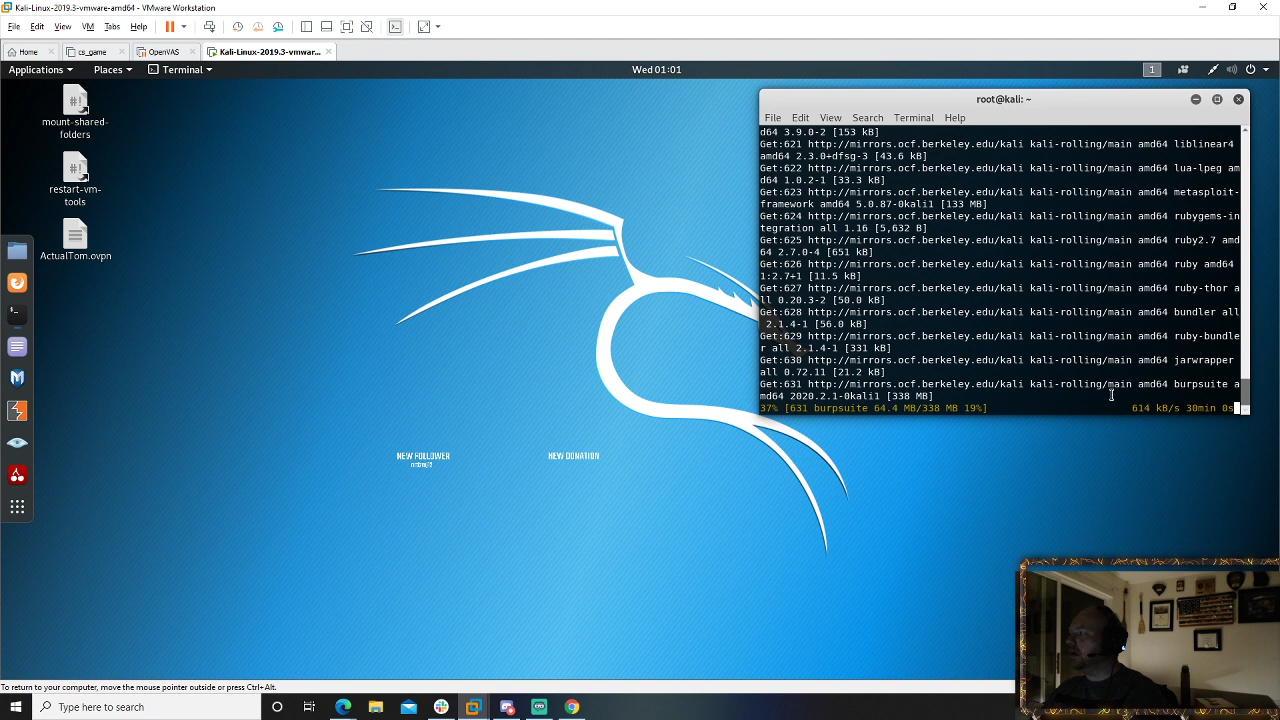 Kali-Linux-2019.3-vmware-amd64 - VMware Workstation
File Edit View VM Tabs Help
Home cs_game OpenVAS Kali-Linux-2019.3-vmwar...
Applications Places Terminal Wed 01:01 1
mount-shared-
folders
restart-vm-
tools
ActualTom.ovpn
root@kali: ~
File Edit View Search Terminal Help
d64 3.9.0-2 [153 kB]
Get:621 http://mirrors.ocf.berkeley.edu/kali kali-rolling/main amd64 liblinear4
amd64 2.3.0+dfsg-3 [43.6 kB]
Get:622 http://mirrors.ocf.berkeley.edu/kali kali-rolling/main amd64 lua-lpeg am
d64 1.0.2-1 [33.3 kB]
Get:623 http://mirrors.ocf.berkeley.edu/kali kali-rolling/main amd64 metasploit-
framework amd64 5.0.87-0kali1 [133 MB]
Get:624 http://mirrors.ocf.berkeley.edu/kali kali-rolling/main amd64 rubygems-in
tegration all 1.16 [5,632 B]
Get:625 http://mirrors.ocf.berkeley.edu/kali kali-rolling/main amd64 ruby2.7 amd
64 2.7.0-4 [651 kB]
Get:626 http://mirrors.ocf.berkeley.edu/kali kali-rolling/main amd64 ruby amd64
1:2.7+1 [11.5 kB]
Get:627 http://mirrors.ocf.berkeley.edu/kali kali-rolling/main amd64 ruby-thor a
ll 0.20.3-2 [50.0 kB]
Get:628 http://mirrors.ocf.berkeley.edu/kali kali-rolling/main amd64 bundler all
2.1.4-1 [56.0 kB]
Get:629 http://mirrors.ocf.berkeley.edu/kali kali-rolling/main amd64 ruby-bundle
r all 2.1.4-1 [331 kB]
Get:630 http://mirrors.ocf.berkeley.edu/kali kali-rolling/main amd64 jarwrapper
all 0.72.11 [21.2 kB]
Get:631 http://mirrors.ocf.berkeley.edu/kali kali-rolling/main amd64 burpsuite a
md64 2020.2.1-0kali1 [338 MB]
37% [631 burpsuite 64.4 MB/338 MB 19%] 614 kB/s 30min 0s
NEW FOLLOWER NEW DONATION
To return to your computer, move the mouse pointer outside or press Ctrl+Alt.
Type here to search